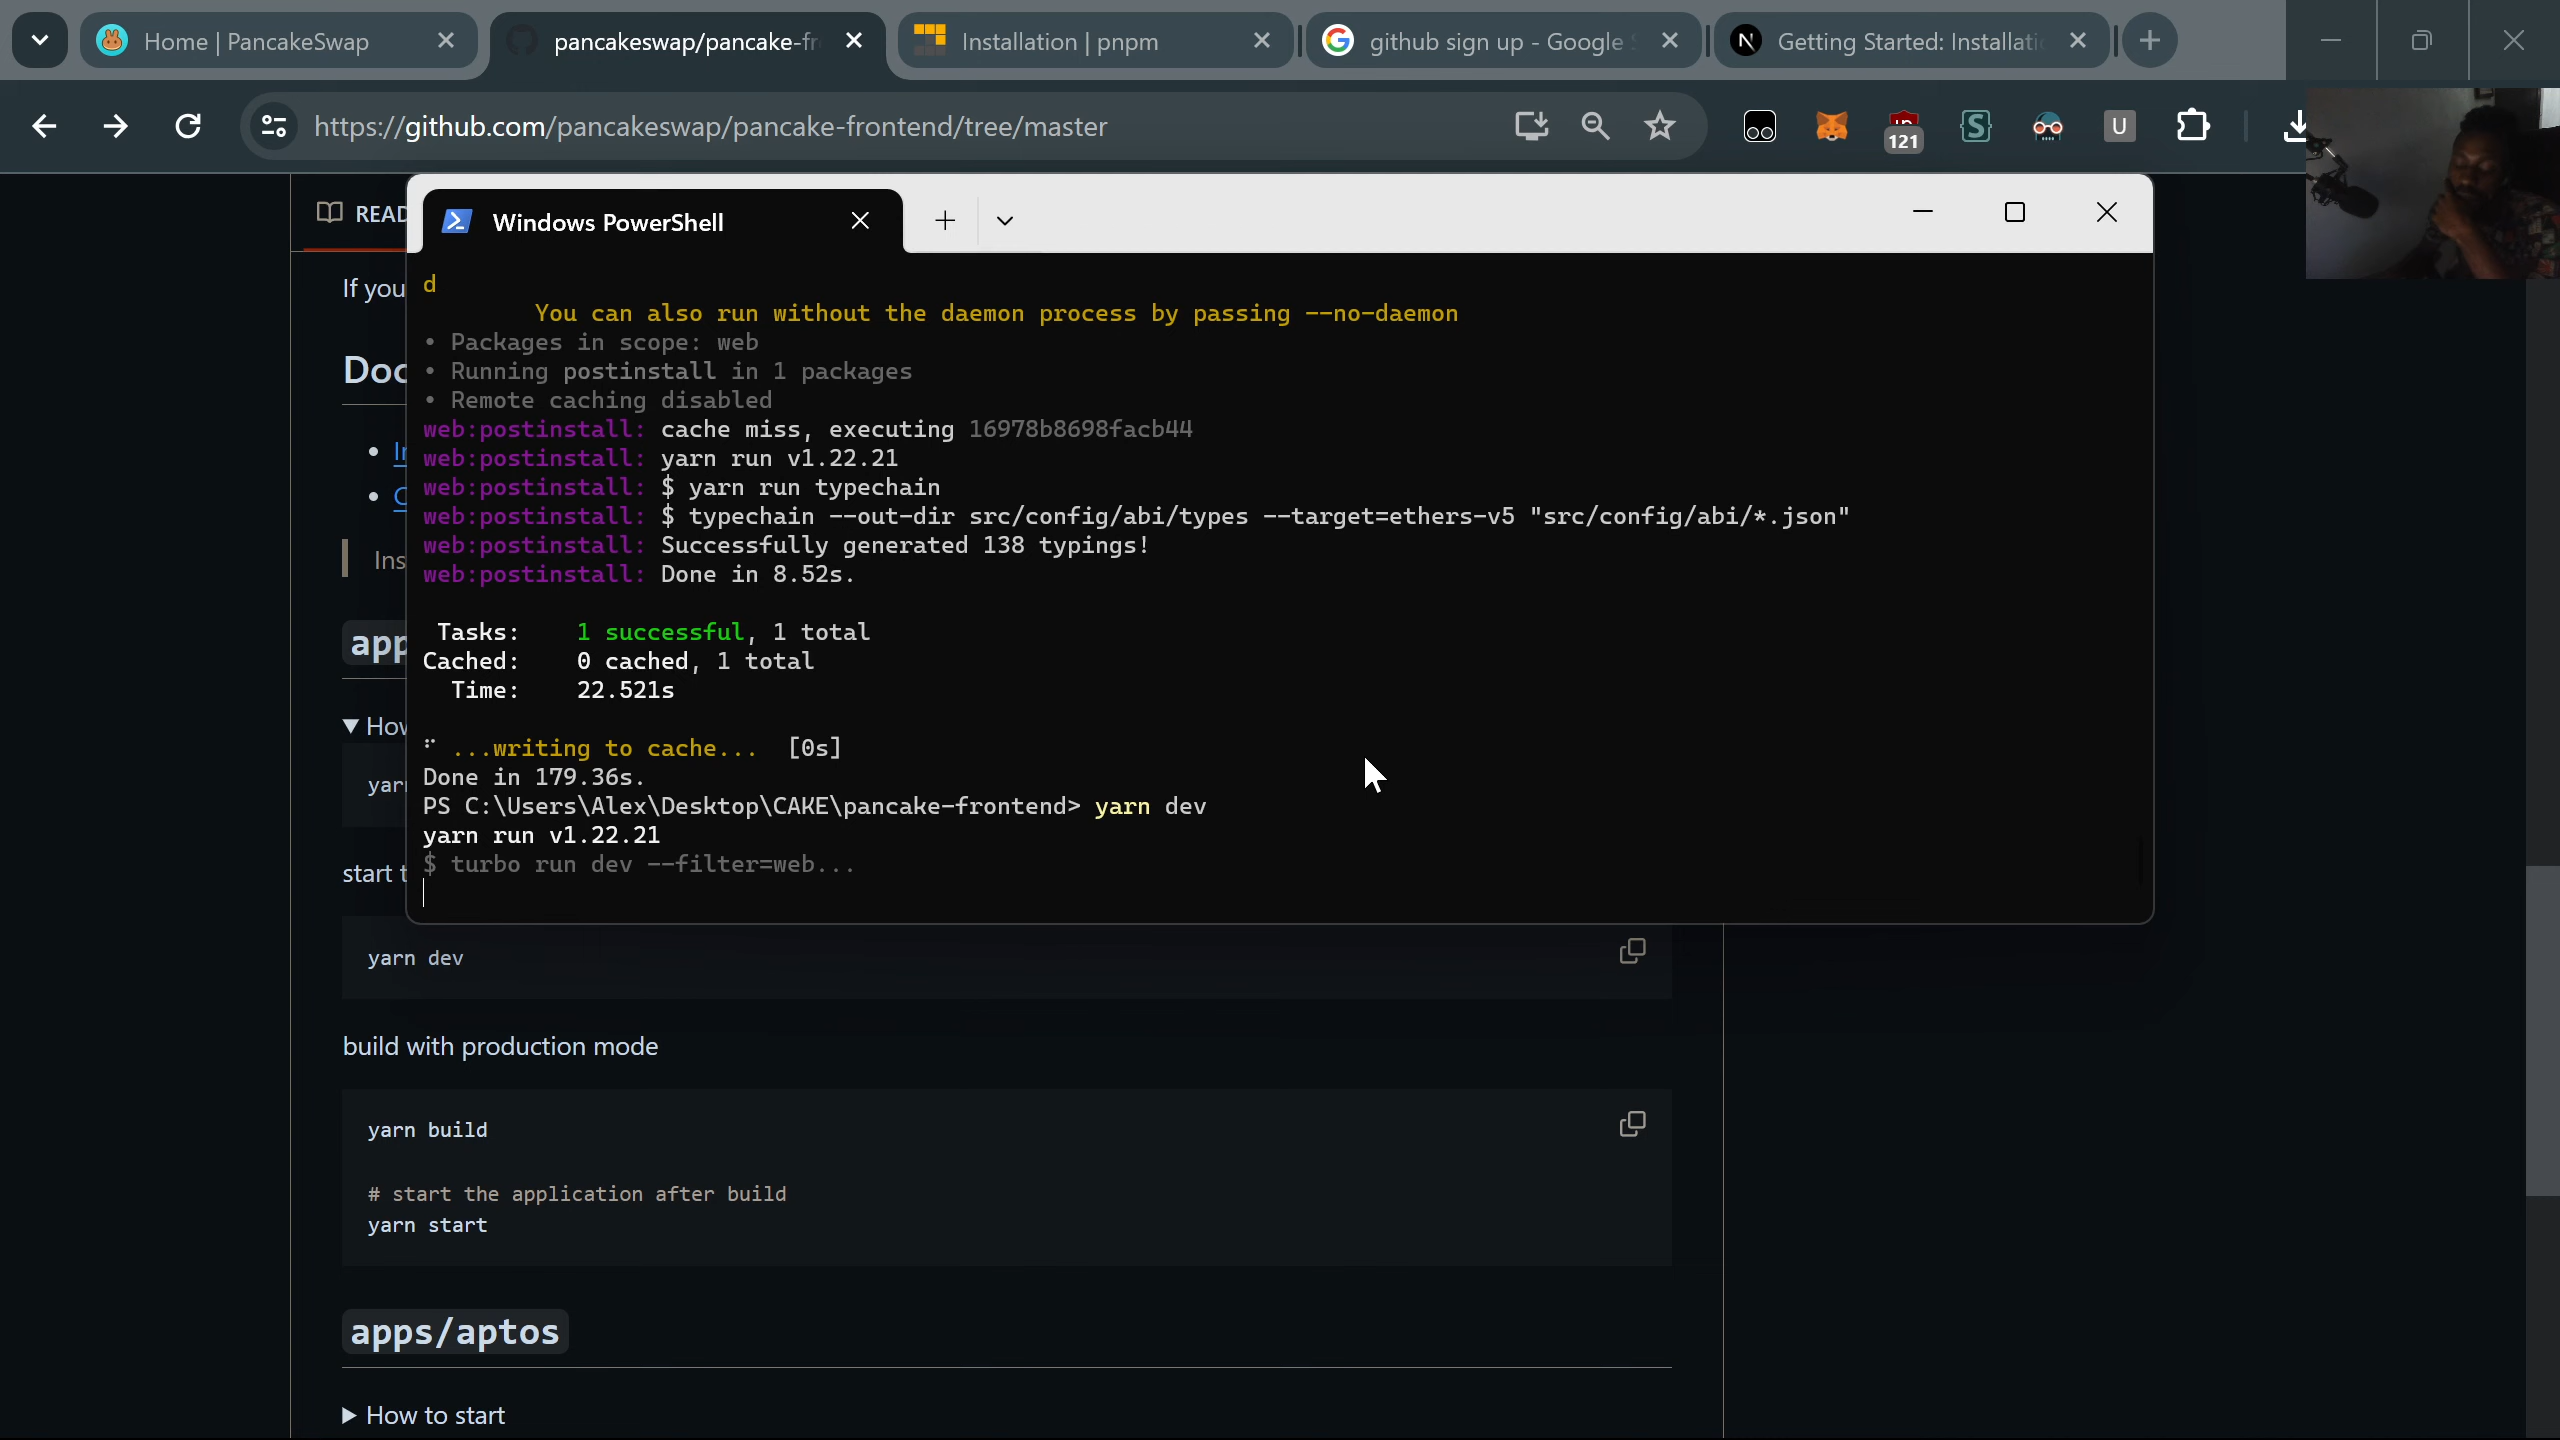 Home | PancakeSwap
pancakeswap/pancake-fr
Installation | pnpm
github sign up - Google S
Getting Started: Installati
https://github.com/pancakeswap/pancake-frontend/tree/master
121
U
READ
Windows PowerShell
If you
d
You can also run without the daemon process by passing --no-daemon
• Packages in scope: web
• Running postinstall in 1 packages
• Remote caching disabled
Doc
web:postinstall: cache miss, executing 16978b8698facb44
web:postinstall: yarn run v1.22.21
web:postinstall: $ yarn run typechain
web:postinstall: $ typechain --out-dir src/config/abi/types --target=ethers-v5 "src/config/abi/*.json"
web:postinstall: Successfully generated 138 typings!
web:postinstall: Done in 8.52s.
Ins
app
Tasks: 1 successful, 1 total
Cached: 0 cached, 1 total
Time: 22.521s
How
...writing to cache... [0s]
Done in 179.36s.
yarn
PS C:\Users\Alex\Desktop\CAKE\pancake-frontend> yarn dev
yarn run v1.22.21
$ turbo run dev --filter=web...
start t
yarn dev
build with production mode
yarn build
# start the application after build
yarn start
apps/aptos
How to start